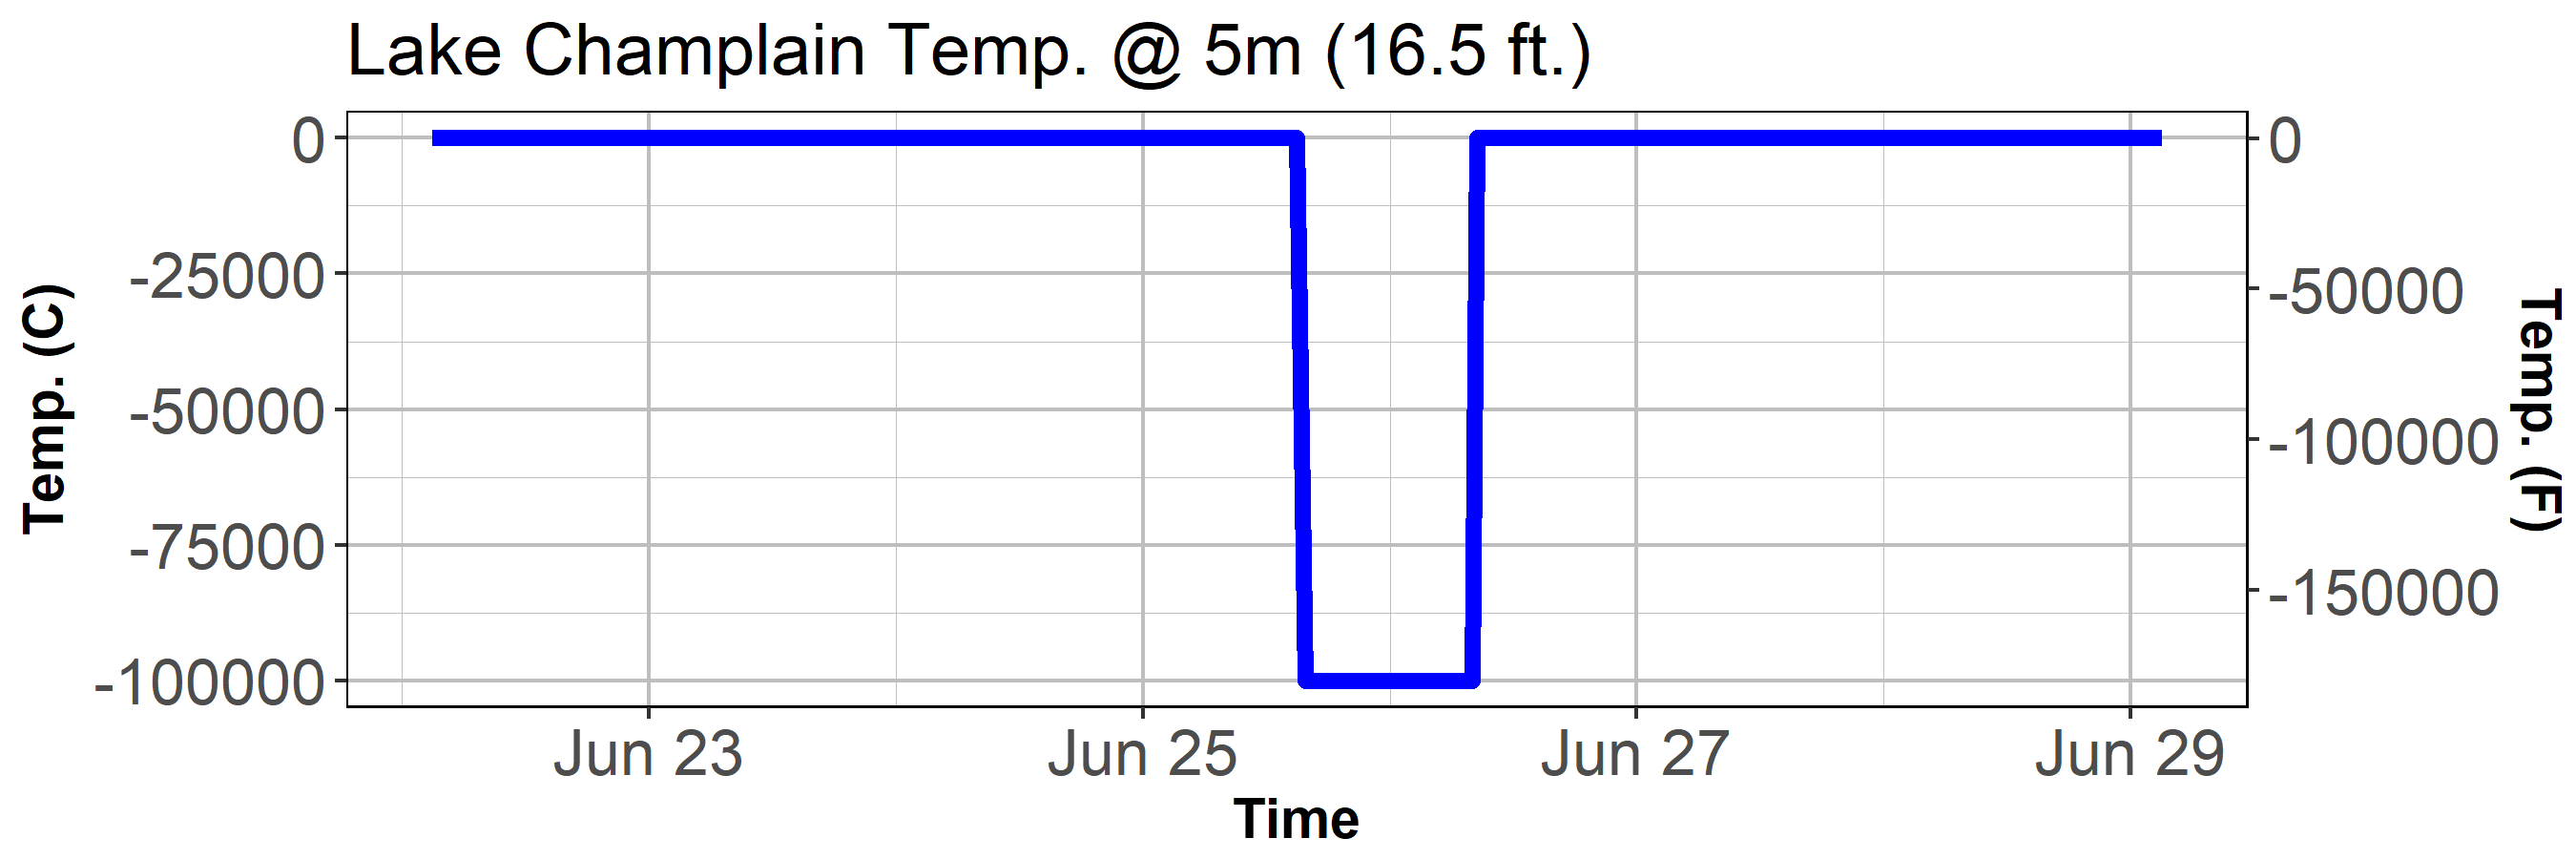 Lake Champlain Temp. @ 5m (16.5 ft.)
Temp. (C)
0
-25000
-50000
-75000
-100000
0
-50000
-100000
-150000
Temp. (F)
Jun 23
Jun 25
Jun 27
Jun 29
Time